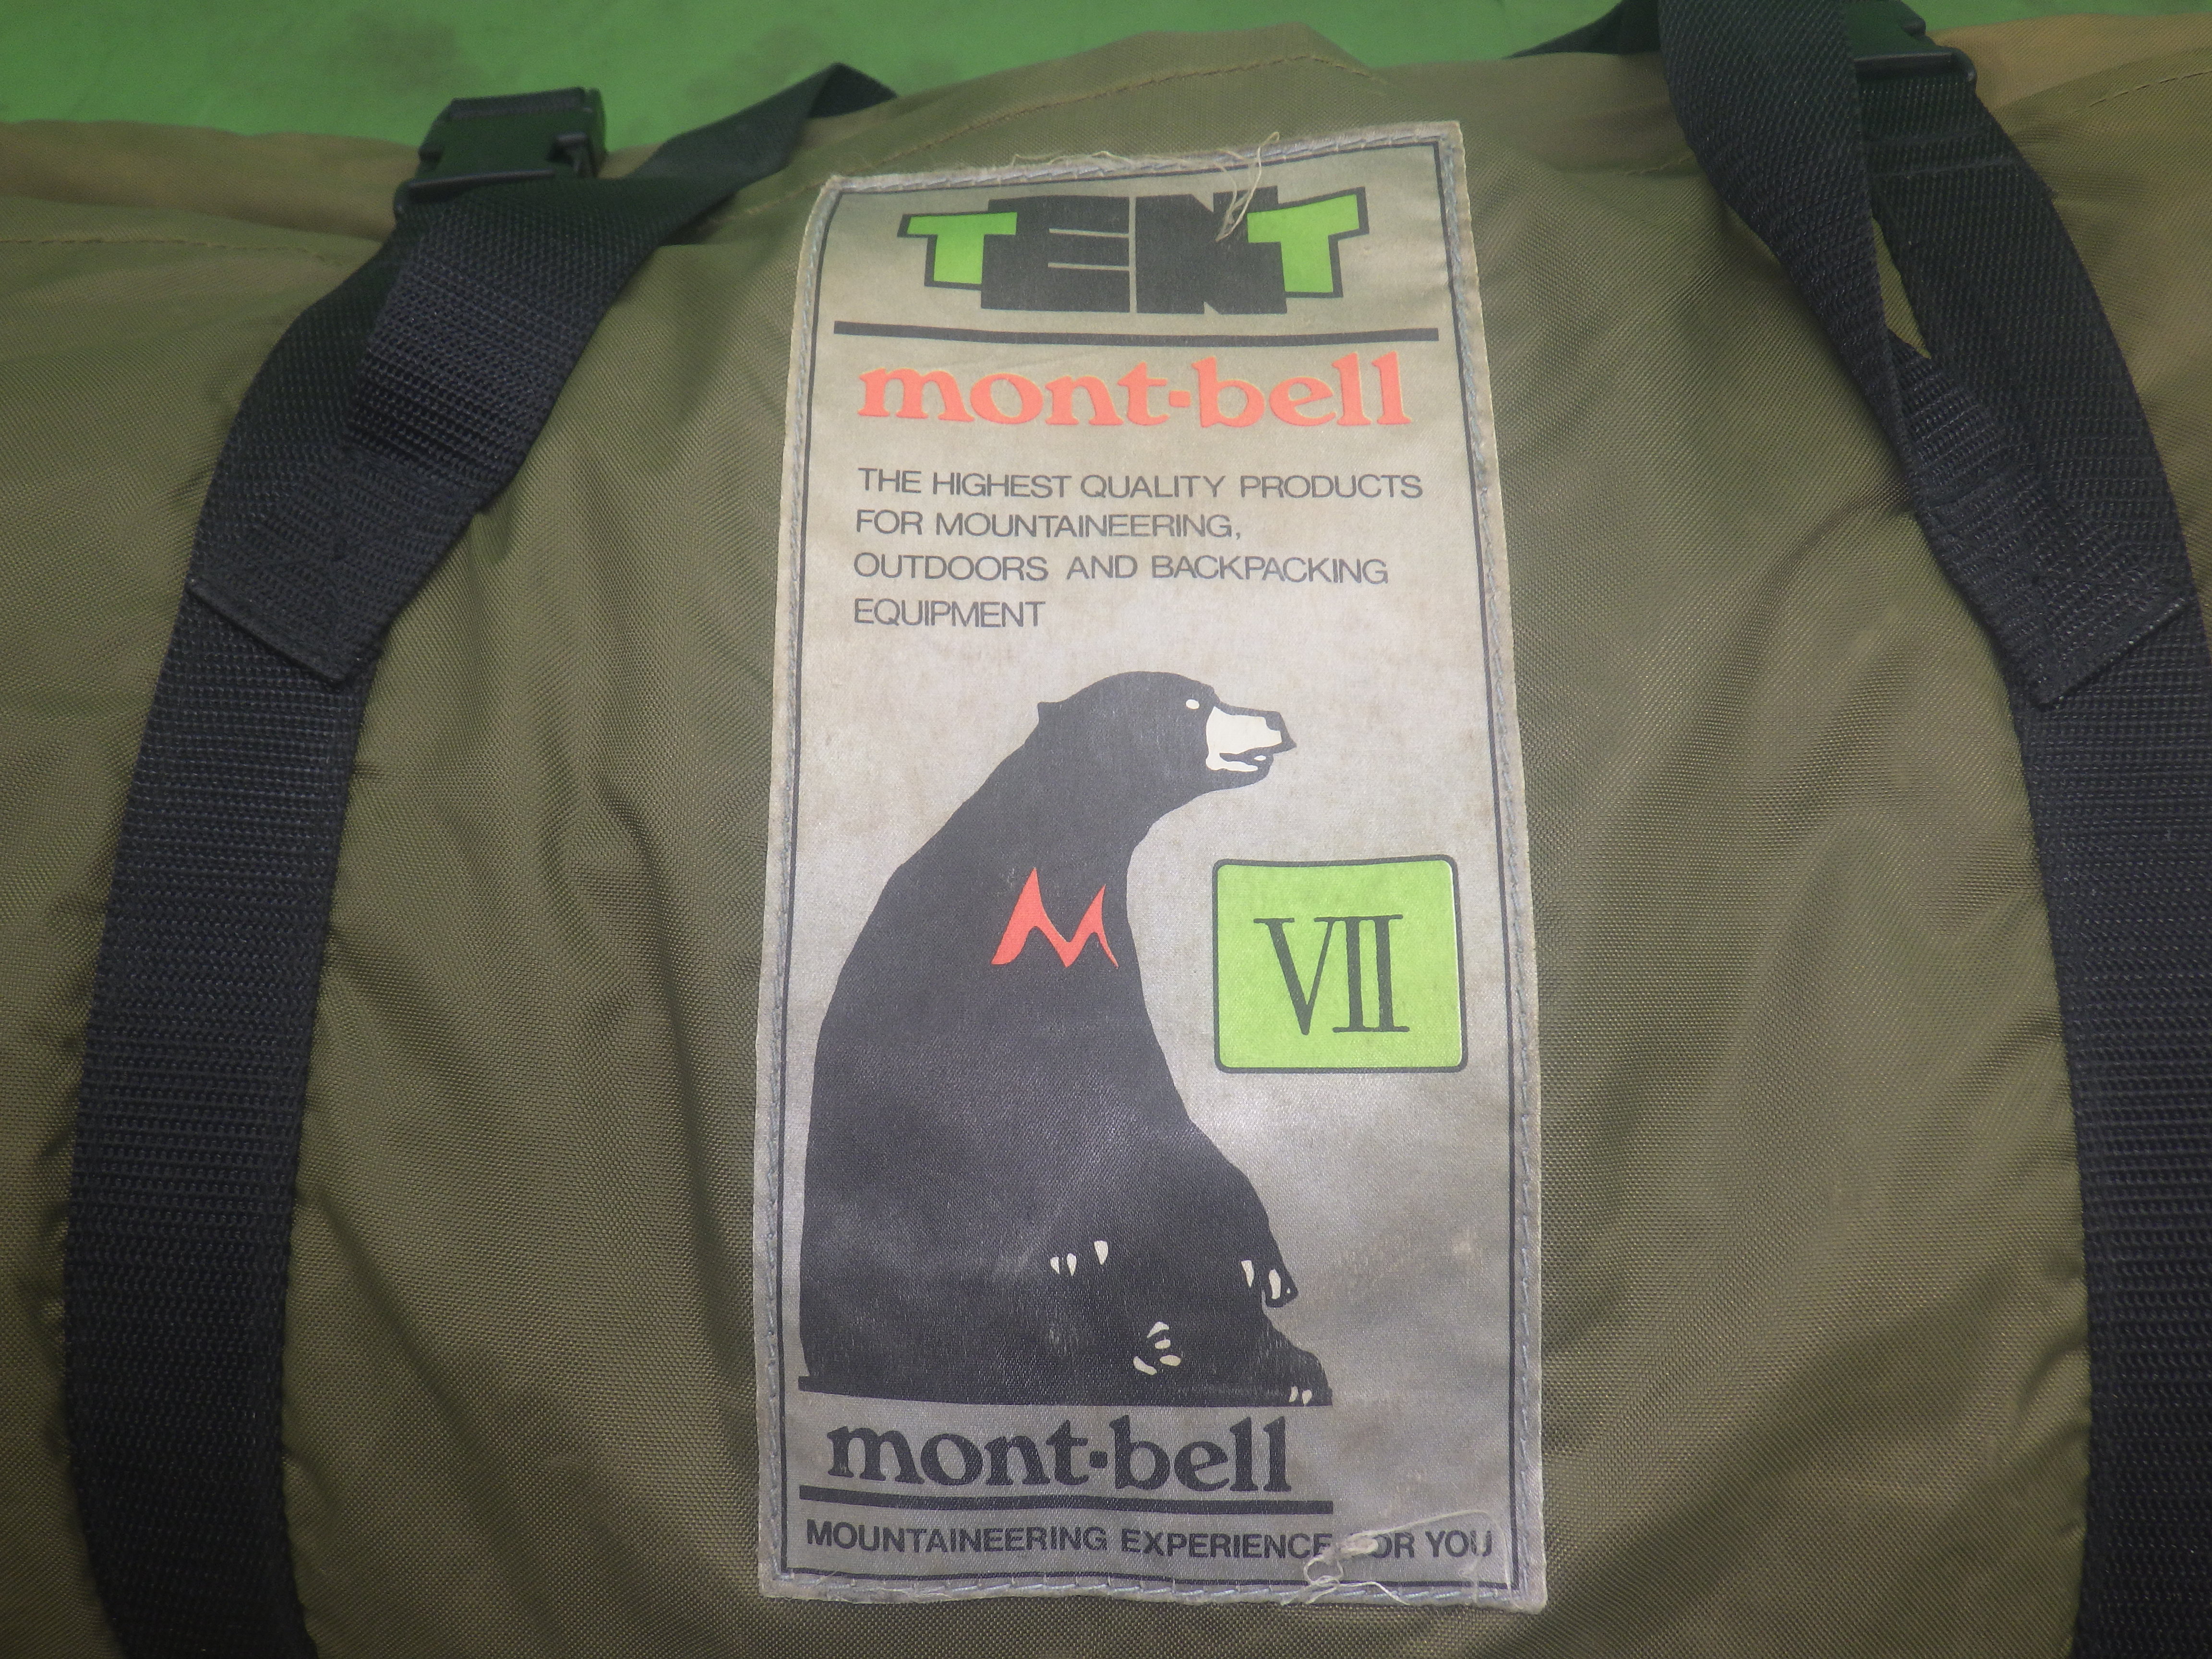 TENT
mont-bell
THE HIGHEST QUALITY PRODUCTS
FOR MOUNTAINEERING,
OUTDOORS AND BACKPACKING
EQUIPMENT
M
VII
mont-bell
MOUNTAINEERING EXPERIENCE FOR YOU